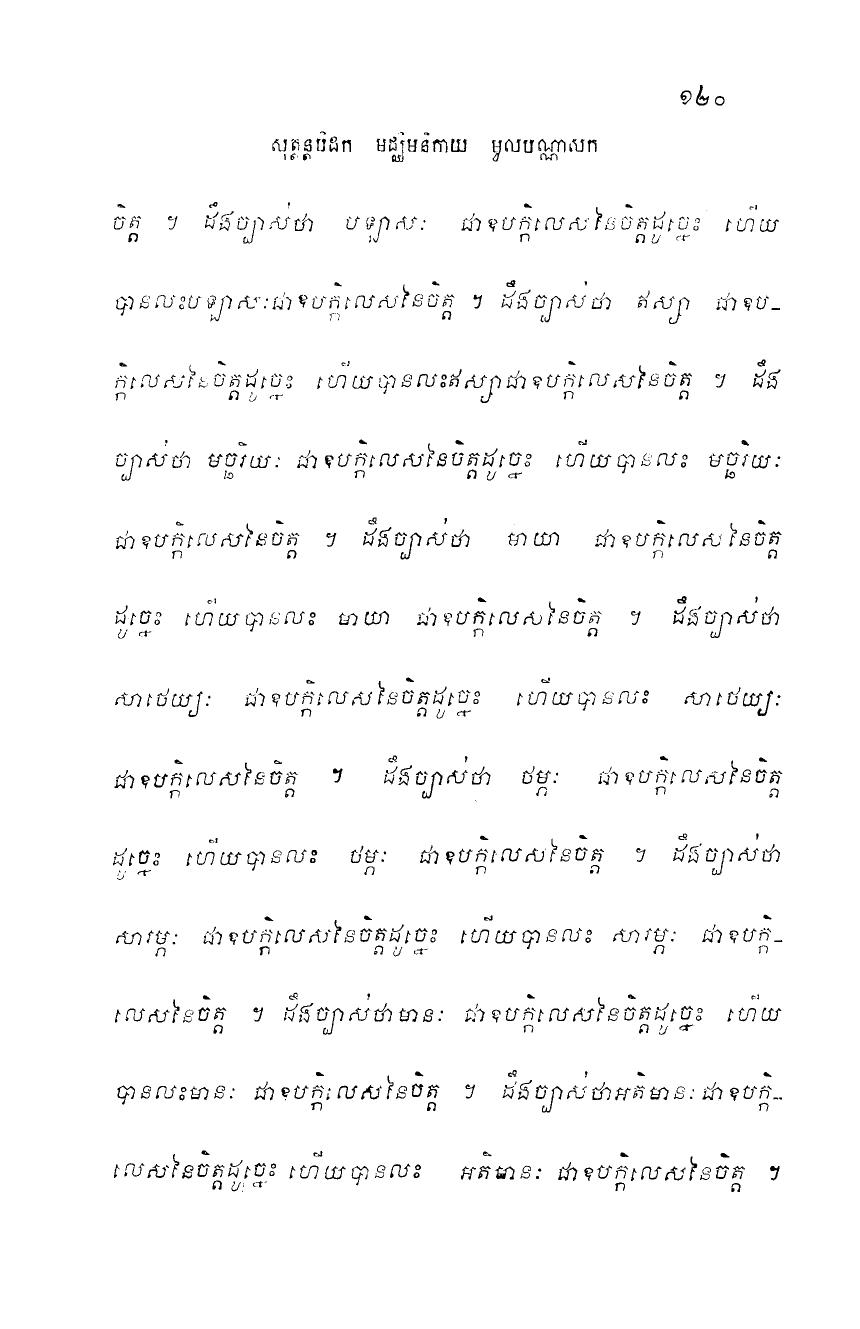 ១២០
សុត្តន្តបិដក មជ្ឈិមនិកាយ មូលបណ្ណាសក
ចិត្ត ។ ដឹងច្បាស់ថា បឡាសៈ ជាឧបក្កិលេសនៃចិត្តដូច្នេះ ហើយ
បានលះបឡាសៈជាឧបក្កិលេសនៃចិត្ត ។ ដឹងច្បាស់ថា ឥស្សា ជាឧប-
ក្កិលេសនៃចិត្តដូច្នេះ ហើយបានលះឥស្សាជាឧបក្កិលេសនៃចិត្ត ។ ដឹង
ច្បាស់ថា មច្ឆរិយៈ ជាឧបក្កិលេសនៃចិត្តដូច្នេះ ហើយបានលះ មច្ឆរិយៈ
ជាឧបក្កិលេសនៃចិត្ត ។ ដឹងច្បាស់ថា មាយា ជាឧបក្កិលេសនៃចិត្ត
ដូច្នេះ ហើយបានលះ មាយា ជាឧបក្កិលេសនៃចិត្ត ។ ដឹងច្បាស់ថា
សាថេយ្យៈ ជាឧបក្កិលេសនៃចិត្តដូច្នេះ ហើយបានលះ សាថេយ្យៈ
ជាឧបក្កិលេសនៃចិត្ត ។ ដឹងច្បាស់ថា ថម្ភៈ ជាឧបក្កិលេសនៃចិត្ត
ដូច្នេះ ហើយបានលះ ថម្ភៈ ជាឧបក្កិលេសនៃចិត្ត ។ ដឹងច្បាស់ថា
សារម្ភៈ ជាឧបក្កិលេសនៃចិត្តដូច្នេះ ហើយបានលះ សារម្ភៈ ជាឧបក្កិ-
លេសនៃចិត្ត ។ ដឹងច្បាស់ថាមានៈ ជាឧបក្កិលេសនៃចិត្តដូច្នេះ ហើយ
បានលះមានៈ ជាឧបក្កិលេសនៃចិត្ត ។ ដឹងច្បាស់ថាអតិមានៈជាឧបក្កិ-
លេសនៃចិត្តដូច្នេះ ហើយបានលះ អតិមានៈ ជាឧបក្កិលេសនៃចិត្ត ។